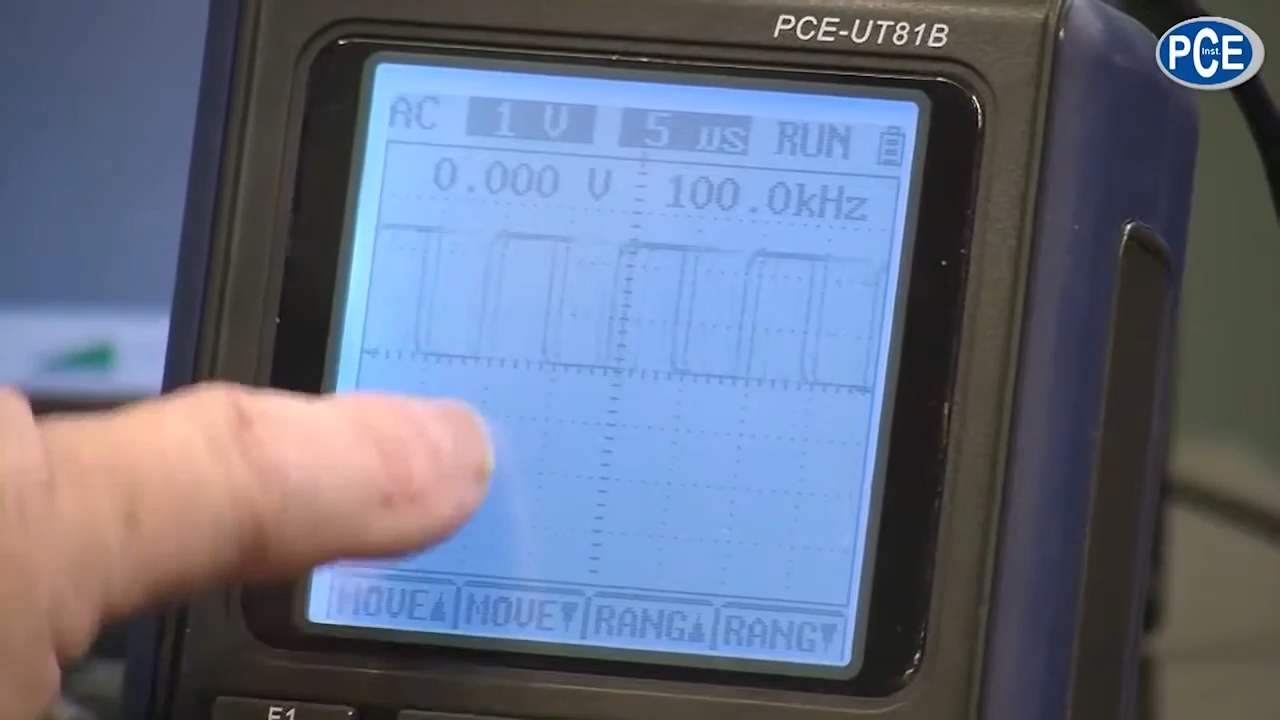 PCE-UT81B
PCE Inst.
AC 1 V 5 µs RUN
0.000 V 100.0kHz
MOVE▲ MOVE▼ RANG▲ RANG▼
F1